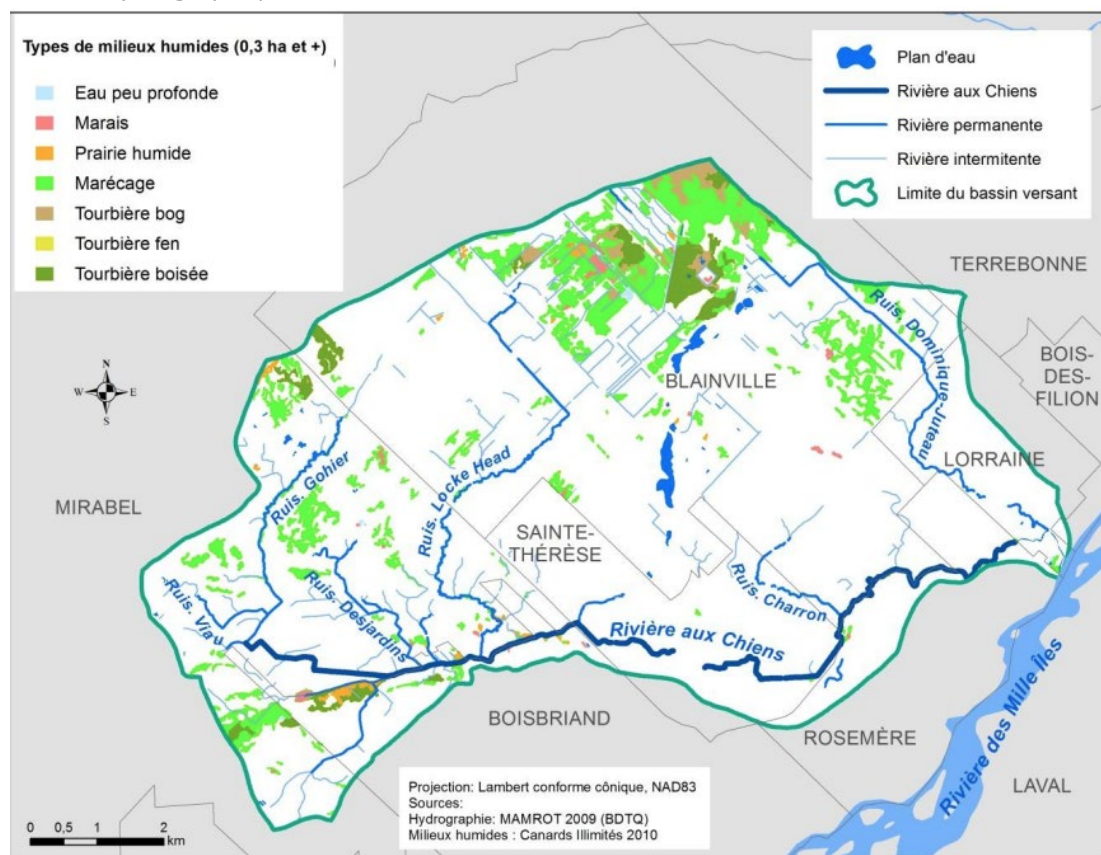 Types de milieux humides (0,3 ha et +)
Eau peu profonde
Marais
Prairie humide
Marécage
Tourbière bog
Tourbière fen
Tourbière boisée
Plan d'eau
Rivière aux Chiens
Rivière permanente
Rivière intermitente
Limite du bassin versant
TERREBONNE
BOIS-
DES-
FILION
Ruis. Dominique-Juteau
BLAINVILLE
LORRAINE
N
W
E
S
MIRABEL
Ruis. Gohier
Ruis. Locke Head
SAINTE-
THÉRÈSE
Ruis. Viau
Ruis. Desjardins
Ruis. Charron
Rivière aux Chiens
BOISBRIAND
ROSEMÈRE
Rivière des Mille Îles
LAVAL
Projection: Lambert conforme cônique, NAD83
Sources:
Hydrographie: MAMROT 2009 (BDTQ)
Milieux humides : Canards Illimités 2010
0 0,5 1 2
km